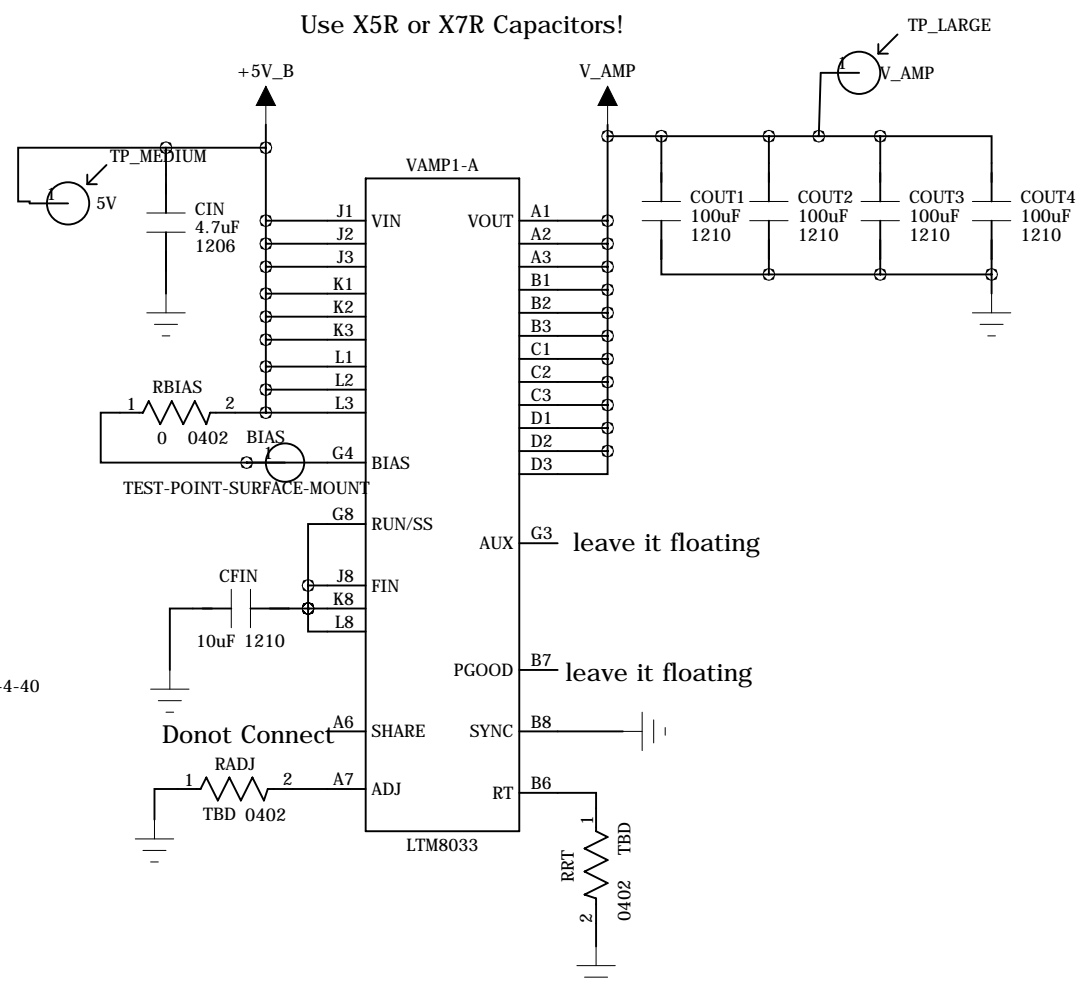 Use X5R or X7R Capacitors!
TP_LARGE
+5V_B
V_AMP
1
V_AMP
TP_MEDIUM
VAMP1-A
1
5V
CIN
4.7uF
1206
COUT1
100uF
1210
COUT2
100uF
1210
COUT3
100uF
1210
COUT4
100uF
1210
J1
VIN
J2
J3
K1
K2
K3
L1
L2
L3
VOUT
A1
A2
A3
B1
B2
B3
C1
C2
C3
D1
D2
D3
RBIAS
1
2
0 0402
BIAS
1
G4
BIAS
TEST-POINT-SURFACE-MOUNT
G8
RUN/SS
AUX
G3
leave it floating
CFIN
J8
FIN
K8
L8
10uF 1210
PGOOD
B7
leave it floating
-4-40
Donot Connect
A6
SHARE
SYNC
B8
RADJ
1
2
A7
ADJ
TBD 0402
RT
B6
LTM8033
1
RRT
TBD
0402
2